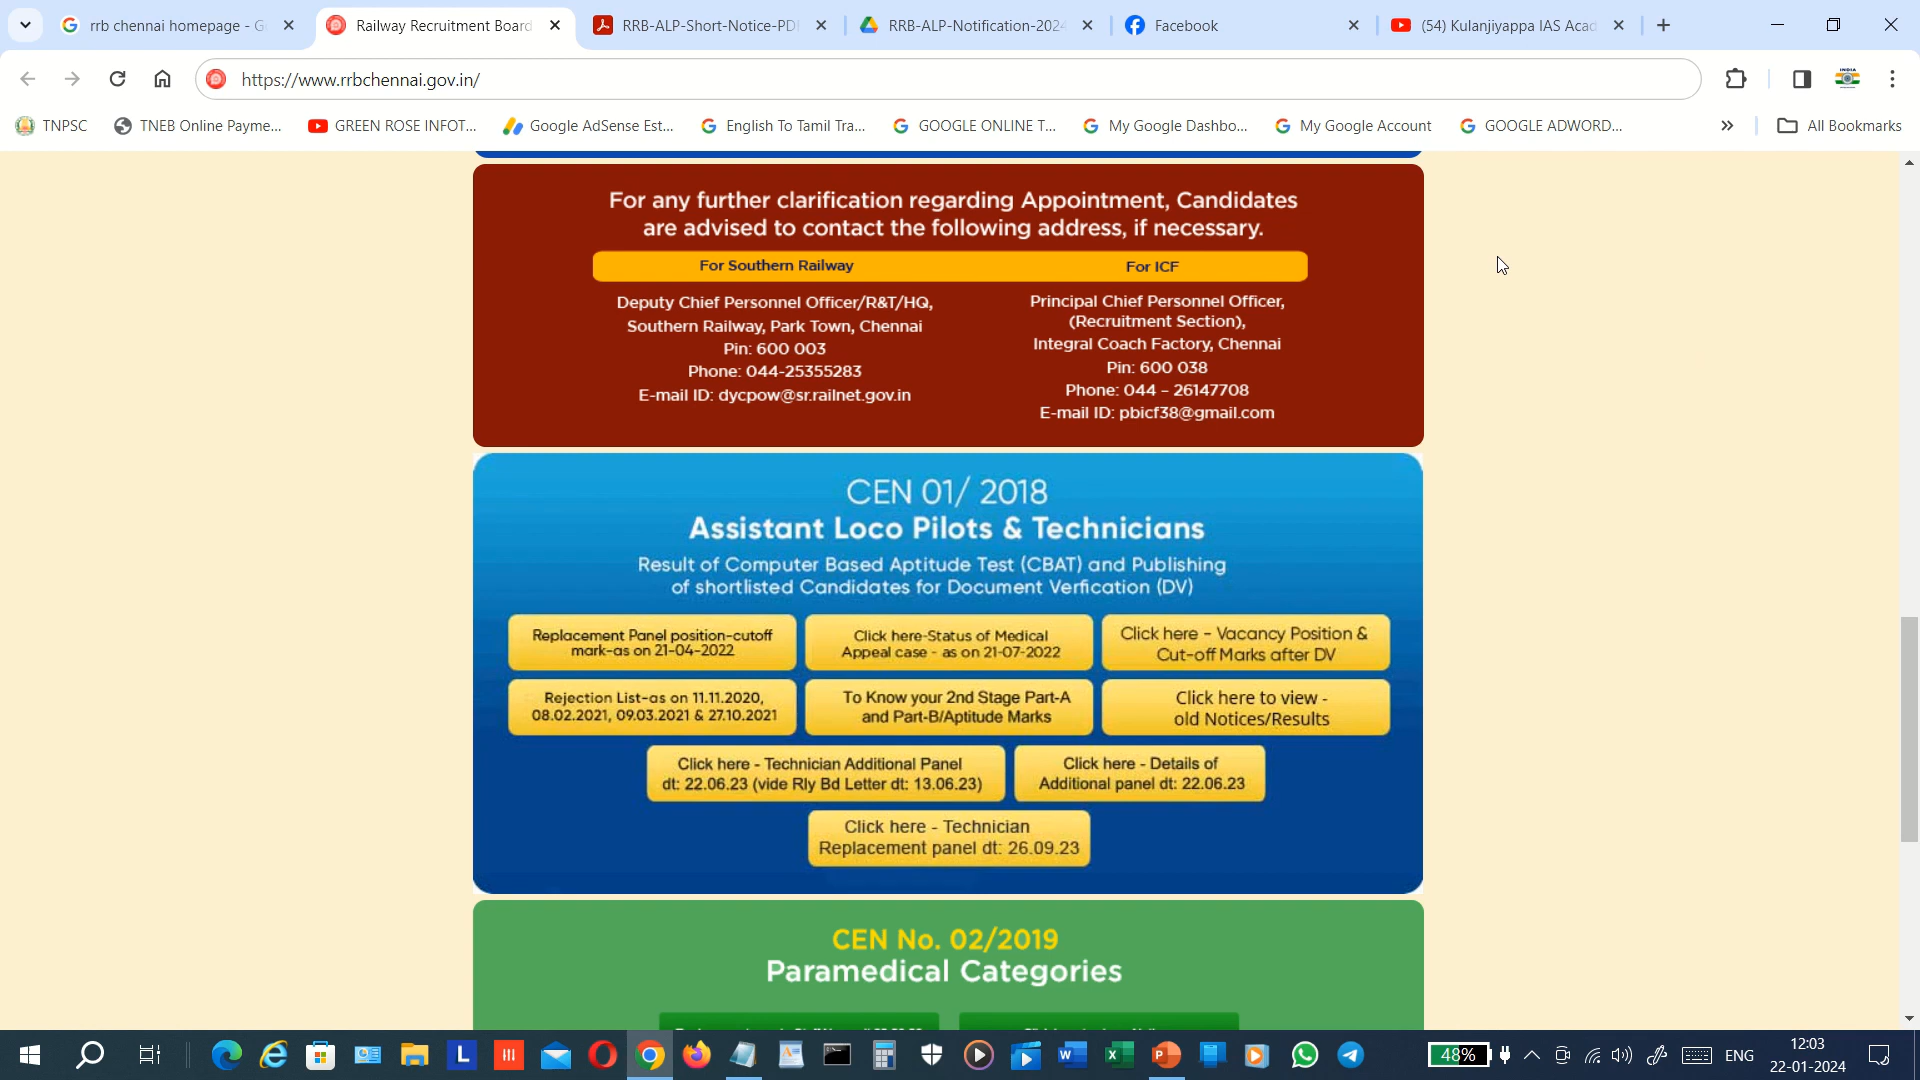 rrb chennai homepage - G
Railway Recruitment Board
RRB-ALP-Short-Notice-PD
RRB-ALP-Notification-2024
Facebook
(54) Kulanjiyappa IAS Acad
https://www.rrbchennai.gov.in/
TNPSC
TNEB Online Payme...
GREEN ROSE INFOT...
Google AdSense Est...
English To Tamil Tra...
GOOGLE ONLINE T...
My Google Dashbo...
My Google Account
GOOGLE ADWORD...
All Bookmarks
For any further clarification regarding Appointment, Candidates
are advised to contact the following address, if necessary.
For Southern Railway
Deputy Chief Personnel Officer/R&T/HQ,
Southern Railway, Park Town, Chennai
Pin: 600 003
Phone: 044-25355283
E-mail ID: dycpow@sr.railnet.gov.in
For ICF
Principal Chief Personnel Officer,
(Recruitment Section),
Integral Coach Factory, Chennai
Pin: 600 038
Phone: 044 – 26147708
E-mail ID: pbicf38@gmail.com
CEN 01/ 2018
Assistant Loco Pilots & Technicians
Result of Computer Based Aptitude Test (CBAT) and Publishing
of shortlisted Candidates for Document Verfication (DV)
Replacement Panel position-cutoff
mark-as on 21-04-2022
Click here-Status of Medical
Appeal case - as on 21-07-2022
Click here - Vacancy Position &
Cut-off Marks after DV
Rejection List-as on 11.11.2020,
08.02.2021, 09.03.2021 & 27.10.2021
To Know your 2nd Stage Part-A
and Part-B/Aptitude Marks
Click here to view -
old Notices/Results
Click here - Technician Additional Panel
dt: 22.06.23 (vide Rly Bd Letter dt: 13.06.23)
Click here - Details of
Additional panel dt: 22.06.23
Click here - Technician
Replacement panel dt: 26.09.23
CEN No. 02/2019
Paramedical Categories
48%
ENG
12:03
22-01-2024